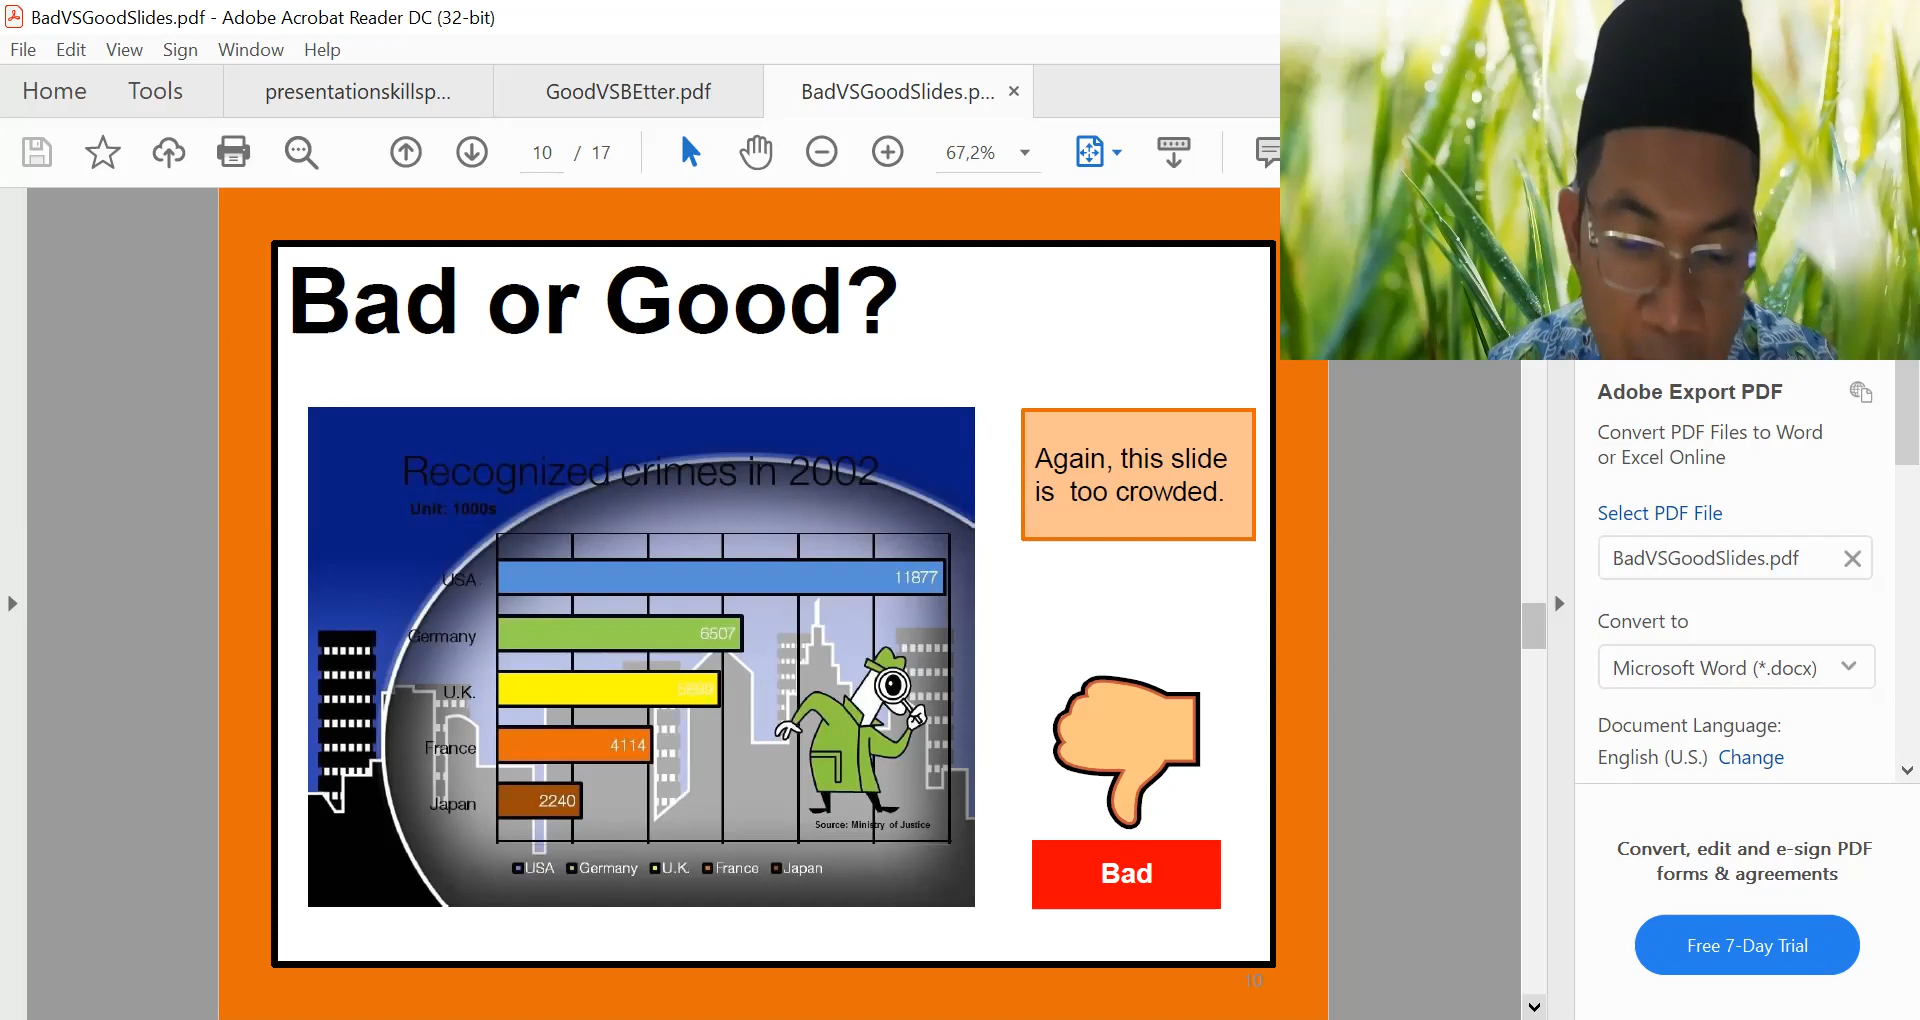 BadVSGoodSlides.pdf - Adobe Acrobat Reader DC (32-bit)
File Edit View Sign Window Help
Home Tools presentationskillsp... GoodVSBEtter.pdf BadVSGoodSlides.p... ×
10 / 17 67,2%
Bad or Good?
Recognized crimes in 2002
Unit: 1000s
USA 11877
Germany 6507
U.K.
France 4114
Japan 2240
Source: Ministry of Justice
USA Germany U.K. France Japan
Again, this slide
is too crowded.
Bad
10
Adobe Export PDF
Convert PDF Files to Word
or Excel Online
Select PDF File
BadVSGoodSlides.pdf
Convert to
Microsoft Word (*.docx)
Document Language:
English (U.S.) Change
Convert, edit and e-sign PDF
forms & agreements
Free 7-Day Trial